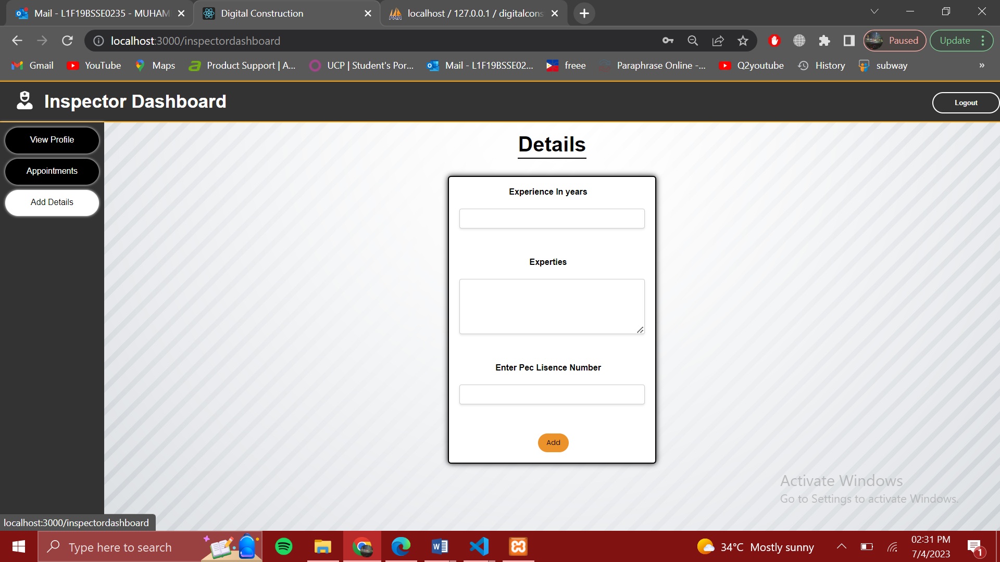 Mail - L1F19BSSE0235 - MUHAM
Digital Construction
localhost / 127.0.0.1 / digitalcons
localhost:3000/inspectordashboard
Paused
Update
Gmail
YouTube
Maps
Product Support | A...
UCP | Student's Por...
Mail - L1F19BSSE02...
freee
Paraphrase Online -...
Q2youtube
History
subway
»
Inspector Dashboard
Logout
View Profile
Appointments
Add Details
Details
Experience In years
Experties
Enter Pec Lisence Number
Add
Activate Windows
Go to Settings to activate Windows.
localhost:3000/inspectordashboard
Type here to search
34°C Mostly sunny
02:31 PM
7/4/2023
1